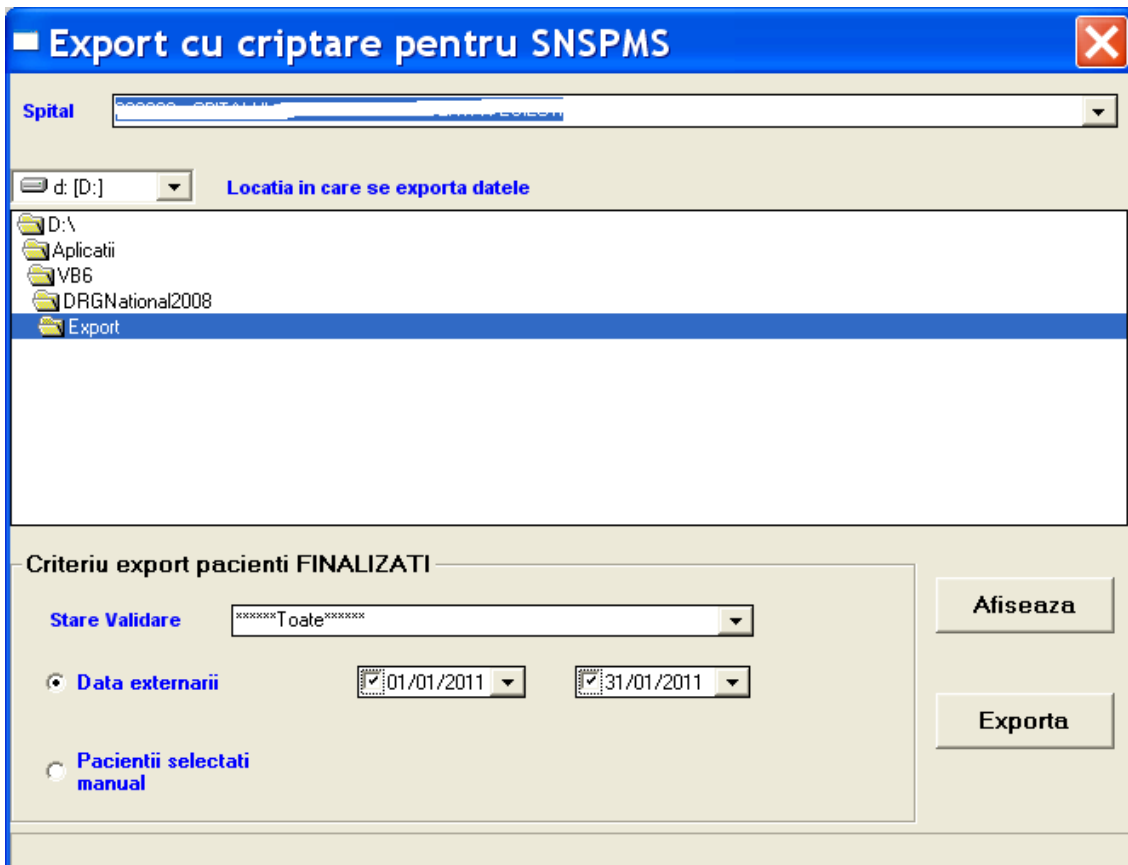 Export cu criptare pentru SNSPMS
Spital
d: [D:]
Locatia in care se exporta datele
D:\
Aplicatii
VB6
DRGNational2008
Export
Criteriu export pacienti FINALIZATI
Stare Validare
******Toate******
Afiseaza
Data externarii
01/01/2011
31/01/2011
Exporta
Pacientii selectati
manual